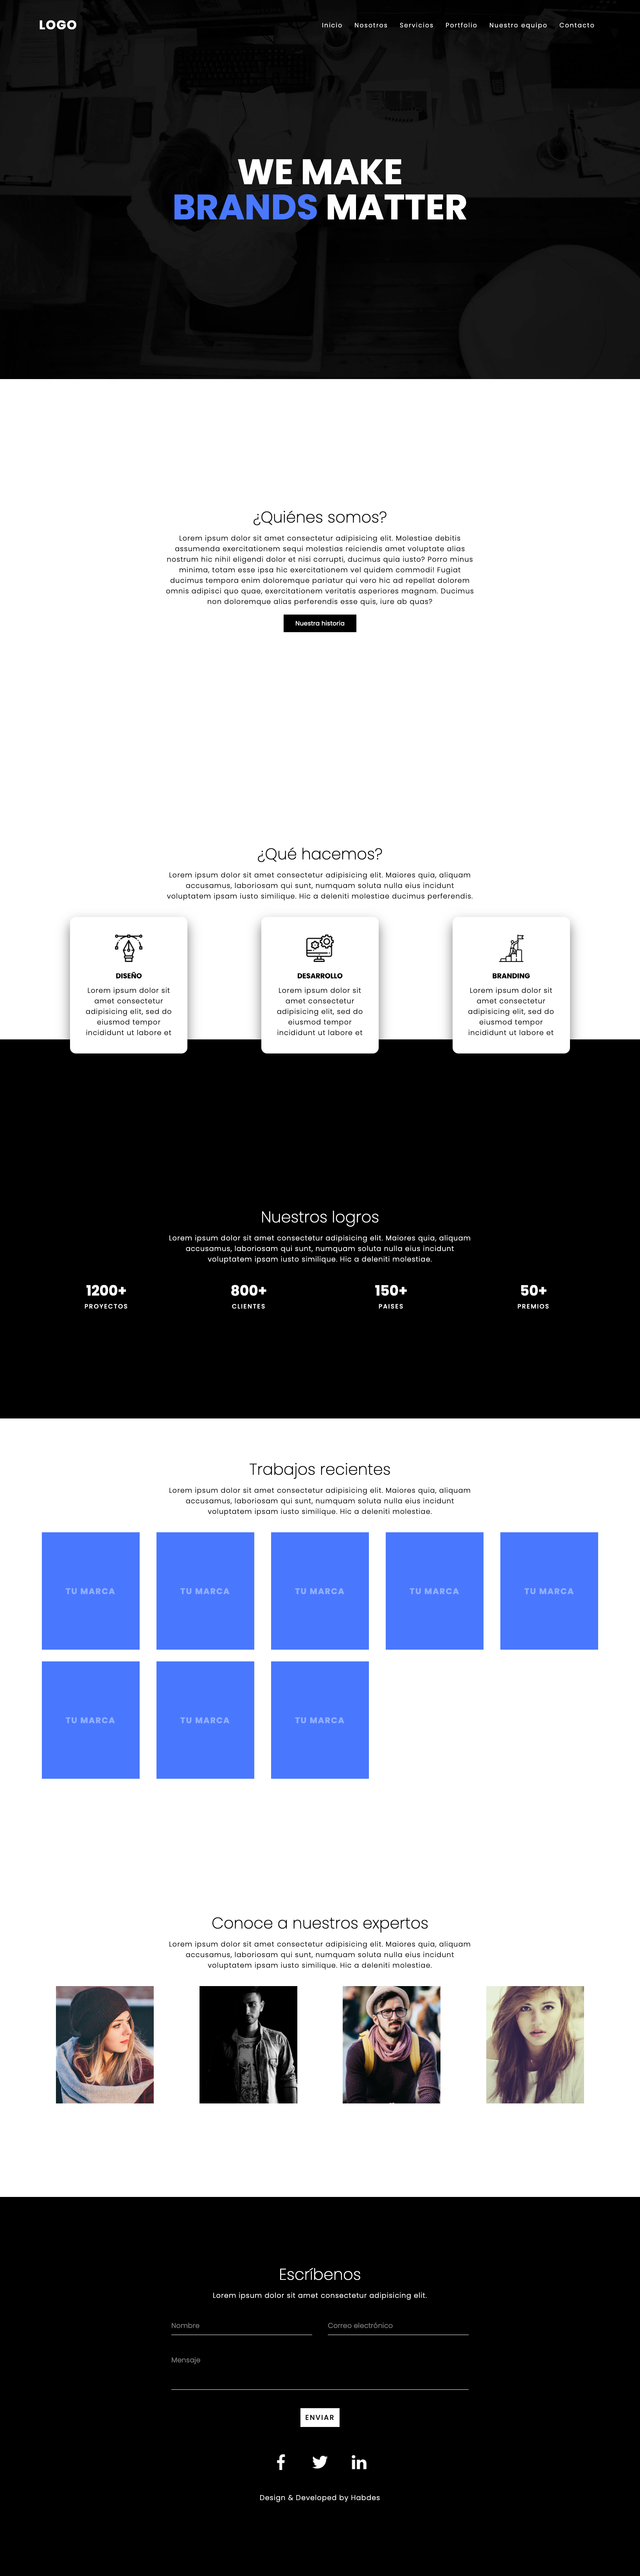 LOGO
Inicio Nosotros Servicios Portfolio Nuestro equipo Contacto
WE MAKE
BRANDS MATTER
¿Quiénes somos?
Lorem ipsum dolor sit amet consectetur adipisicing elit. Molestiae debitis
assumenda exercitationem sequi molestias reiciendis amet voluptate alias
nostrum hic nihil eligendi dolor et nisi corrupti, ducimus quia iusto? Porro minus
minima, totam esse ipsa hic exercitationem vel quidem commodi! Fugiat
ducimus tempora enim doloremque pariatur qui vero hic ad repellat dolorem
omnis adipisci quo quae, exercitationem veritatis asperiores magnam. Ducimus
non doloremque alias perferendis esse quis, iure ab quas?
Nuestra historia
¿Qué hacemos?
Lorem ipsum dolor sit amet consectetur adipisicing elit. Maiores quia, aliquam
accusamus, laboriosam qui sunt, numquam soluta nulla eius incidunt
voluptatem ipsam iusto similique. Hic a deleniti molestiae ducimus perferendis.
DISEÑO
Lorem ipsum dolor sit
amet consectetur
adipisicing elit, sed do
eiusmod tempor
incididunt ut labore et
DESARROLLO
Lorem ipsum dolor sit
amet consectetur
adipisicing elit, sed do
eiusmod tempor
incididunt ut labore et
BRANDING
Lorem ipsum dolor sit
amet consectetur
adipisicing elit, sed do
eiusmod tempor
incididunt ut labore et
Nuestros logros
Lorem ipsum dolor sit amet consectetur adipisicing elit. Maiores quia, aliquam
accusamus, laboriosam qui sunt, numquam soluta nulla eius incidunt
voluptatem ipsam iusto similique. Hic a deleniti molestiae.
1200+ 800+ 150+ 50+
PROYECTOS CLIENTES PAISES PREMIOS
Trabajos recientes
Lorem ipsum dolor sit amet consectetur adipisicing elit. Maiores quia, aliquam
accusamus, laboriosam qui sunt, numquam soluta nulla eius incidunt
voluptatem ipsam iusto similique. Hic a deleniti molestiae.
TU MARCA TU MARCA TU MARCA TU MARCA TU MARCA
TU MARCA TU MARCA TU MARCA
Conoce a nuestros expertos
Lorem ipsum dolor sit amet consectetur adipisicing elit. Maiores quia, aliquam
accusamus, laboriosam qui sunt, numquam soluta nulla eius incidunt
voluptatem ipsam iusto similique. Hic a deleniti molestiae.
Escríbenos
Lorem ipsum dolor sit amet consectetur adipisicing elit.
Nombre Correo electrónico
Mensaje
ENVIAR
Design & Developed by Habdes